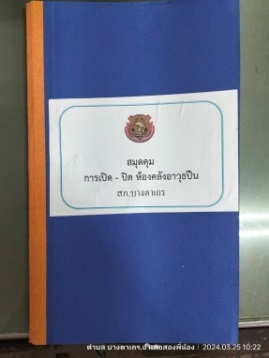 สมุดคุม
การเปิด - ปิด ห้องคลังอาวุธปืน
สภ.บางตาเถร
ตำบล บางตาเถร,อำเภอสองพี่น้อง | 2024.03.25 10:22